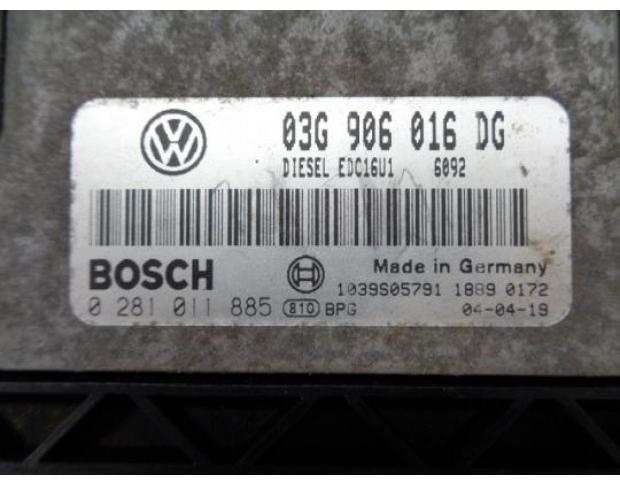 03G 906 016 DG
DIESEL EDC16U1 6092
BOSCH
Made in Germany
1039S05791 1889 0172
0 281 011 885 810 BPG 04-04-19